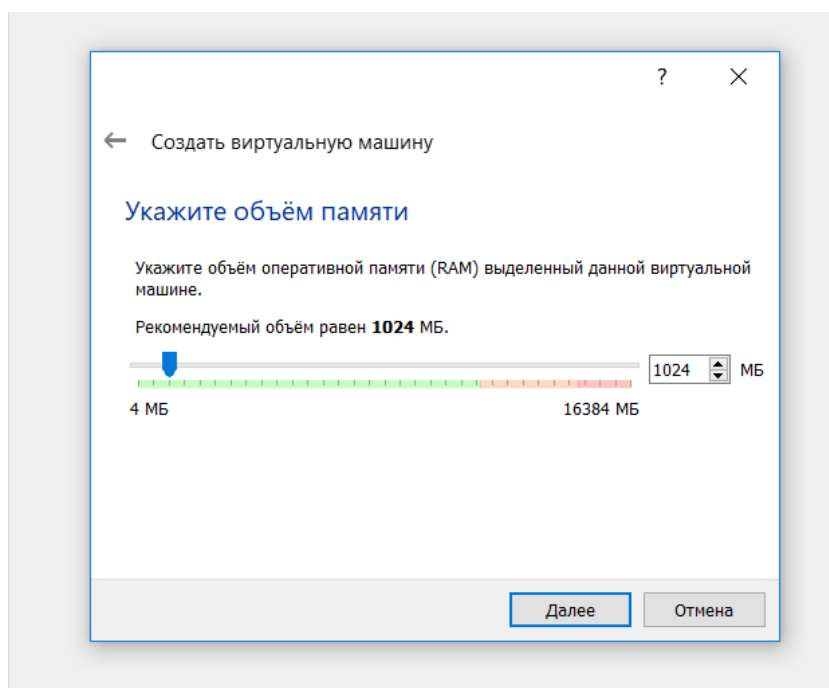 ?
Создать виртуальную машину
Укажите объём памяти
Укажите объём оперативной памяти (RAM) выделенный данной виртуальной
машине.
Рекомендуемый объём равен 1024 МБ.
1024 МБ
4 МБ 16384 МБ
Далее Отмена